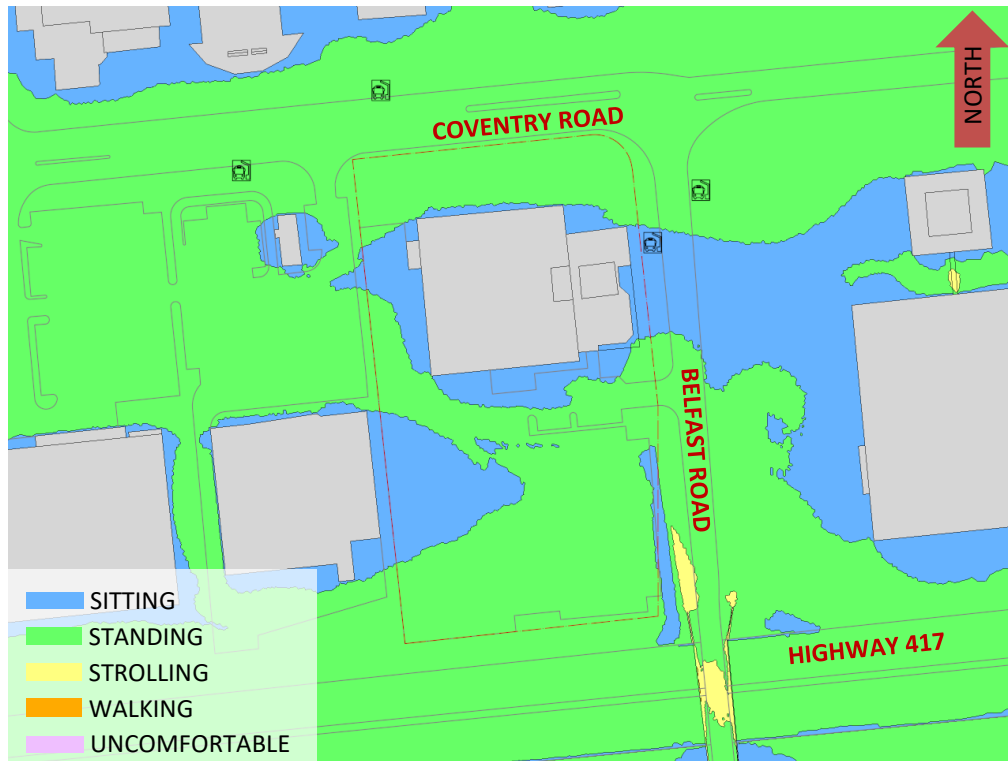 NORTH
COVENTRY ROAD
BELFAST ROAD
HIGHWAY 417
SITTING
STANDING
STROLLING
WALKING
UNCOMFORTABLE